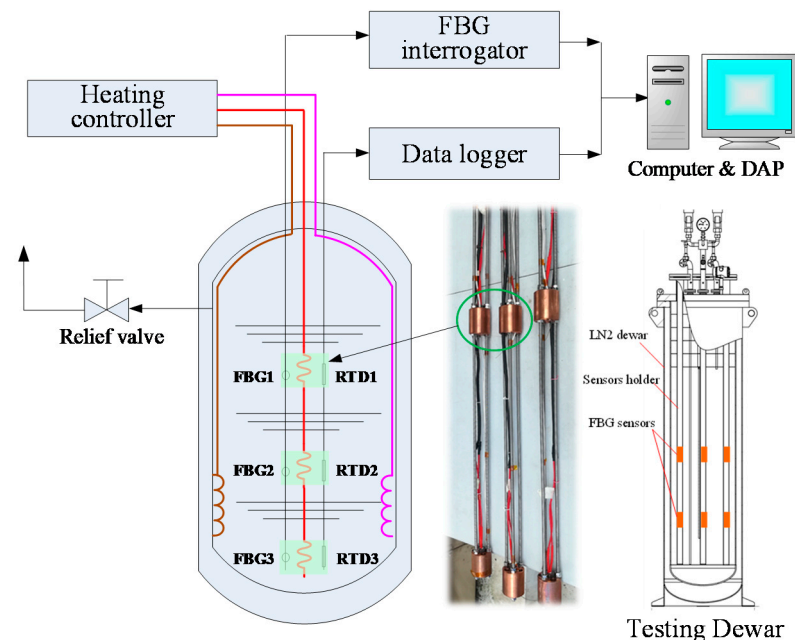 FBG
interrogator
Heating
controller
Data logger
Computer & DAP
Relief valve
FBG1 RTD1
FBG2 RTD2
FBG3 RTD3
LN2 dewar
Sensors holder
FBG sensors
Testing Dewar